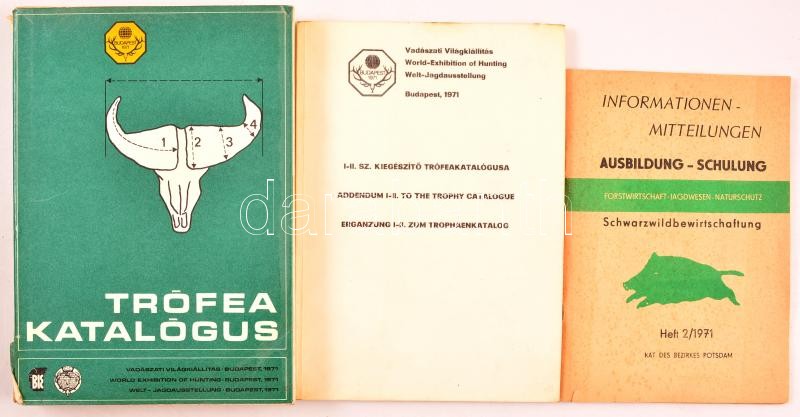 BUDAPEST
1971
1
2
3
4
TRÓFEA
KATALÓGUS
VADÁSZATI VILÁGKIÁLLÍTÁS · BUDAPEST, 1971
WORLD EXHIBITION OF HUNTING · BUDAPEST, 1971
WELT-JAGDAUSSTELLUNG · BUDAPEST, 1971
BUDAPEST
1971
Vadászati Világkiállítás
World-Exhibition of Hunting
Welt-Jagdausstellung
Budapest, 1971
I-II. SZ. KIEGÉSZÍTŐ TRÓFEAKATALÓGUSA
ADDENDUM I-II. TO THE TROPHY CATALOGUE
ERGÄNZUNG I-II. ZUM TROPHÄENKATALOG
INFORMATIONEN-
MITTEILUNGEN
AUSBILDUNG – SCHULUNG
FORSTWIRTSCHAFT-JAGDWESEN-NATURSCHUTZ
Schwarzwildbewirtschaftung
Heft 2/1971
RAT DES BEZIRKES POTSDAM